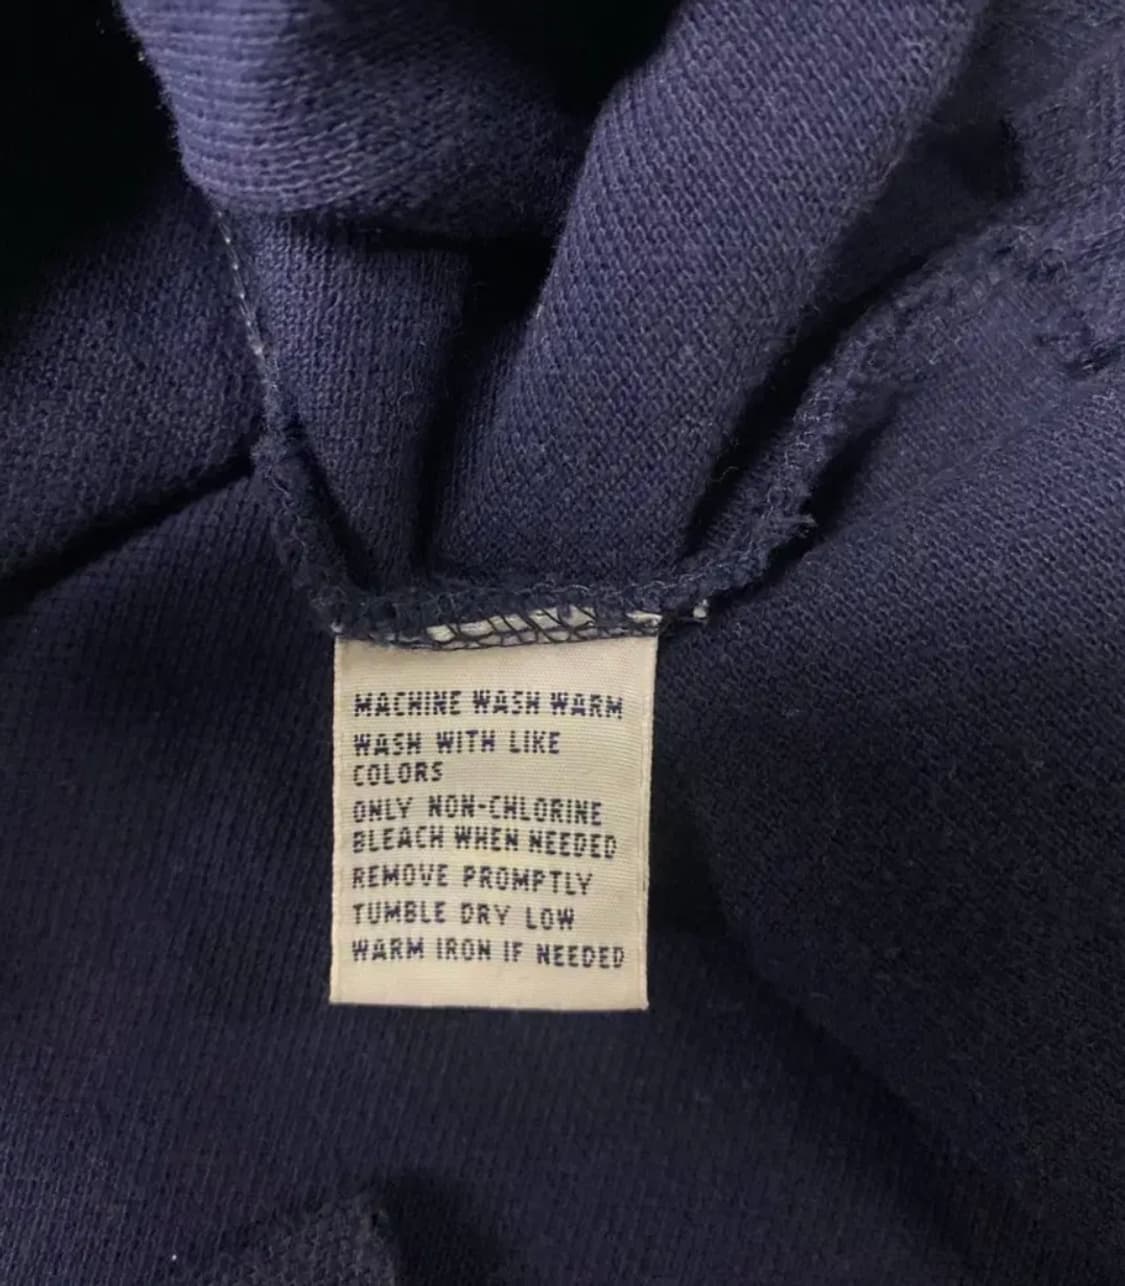 MACHINE WASH WARM
WASH WITH LIKE
COLORS
ONLY NON-CHLORINE
BLEACH WHEN NEEDED
REMOVE PROMPTLY
TUMBLE DRY LOW
WARM IRON IF NEEDED